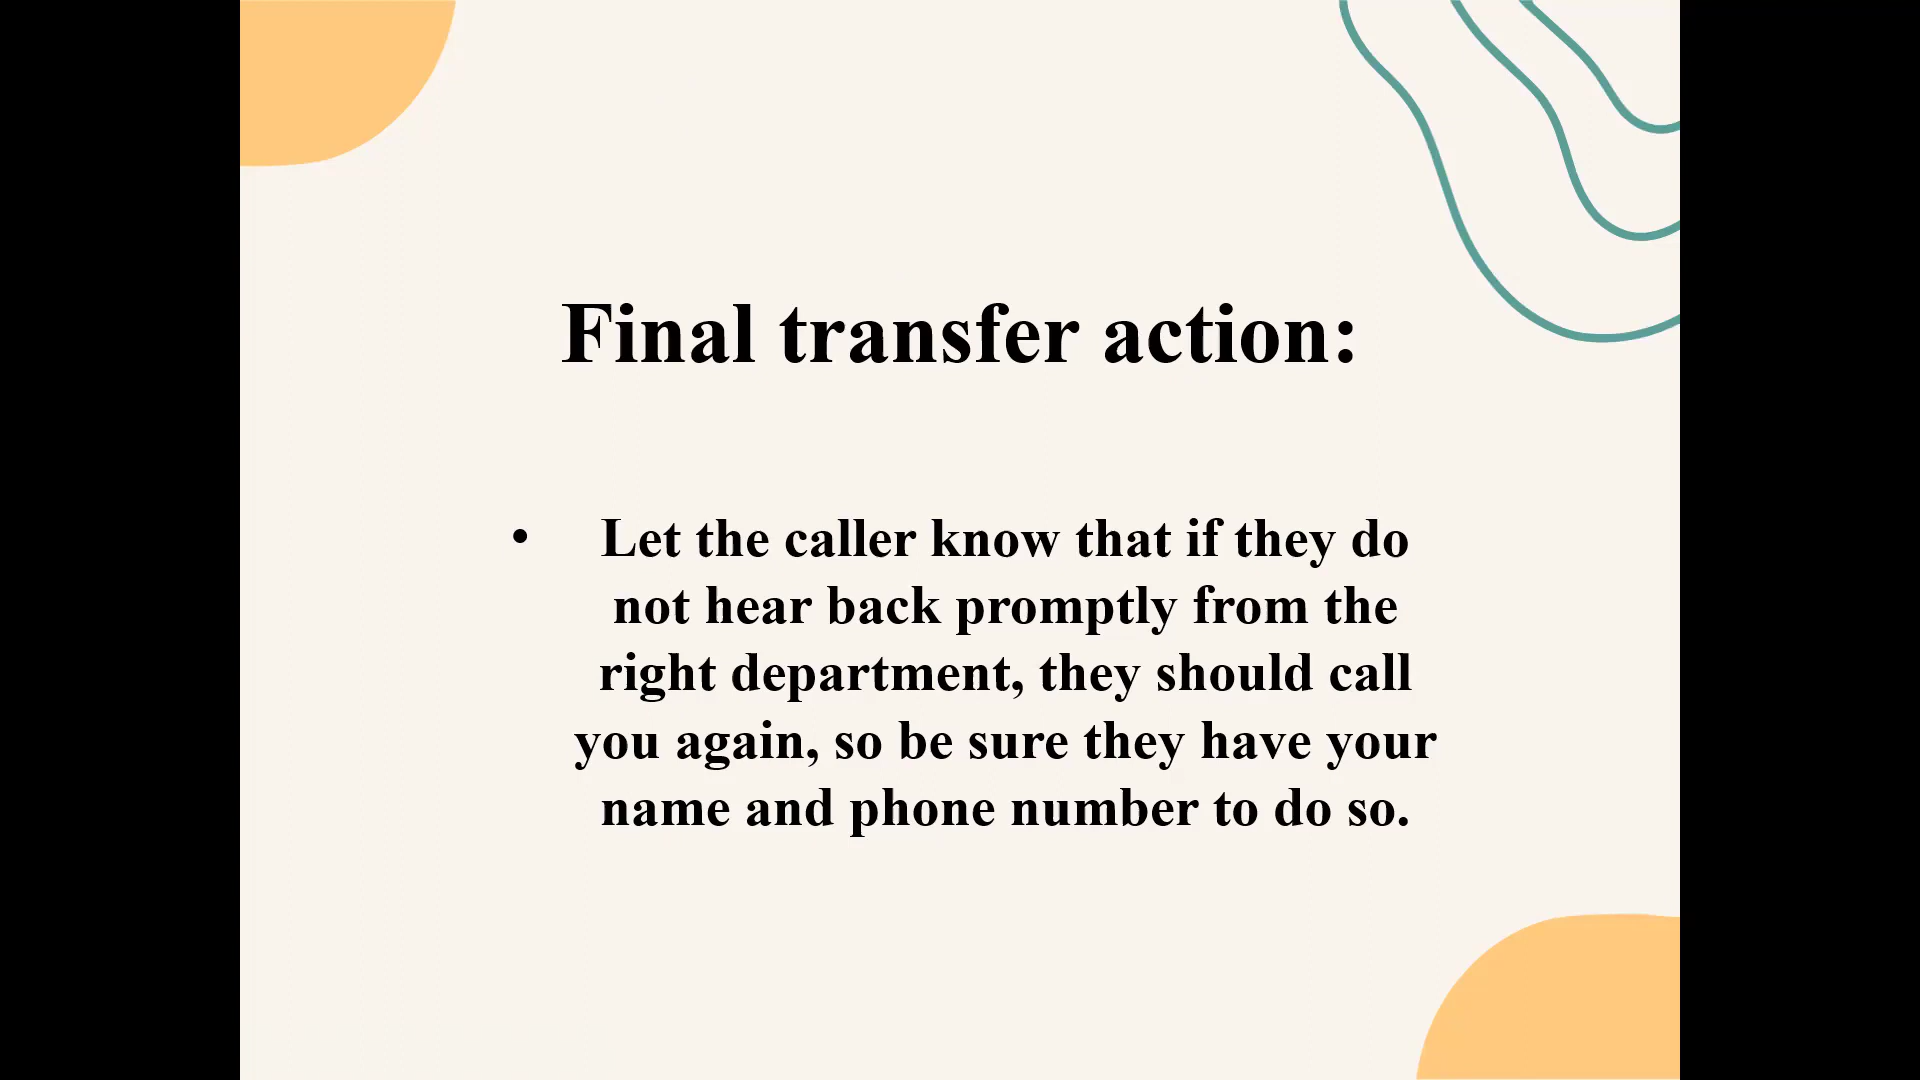 Final transfer action:
• Let the caller know that if they do
not hear back promptly from the
right department, they should call
you again, so be sure they have your
name and phone number to do so.